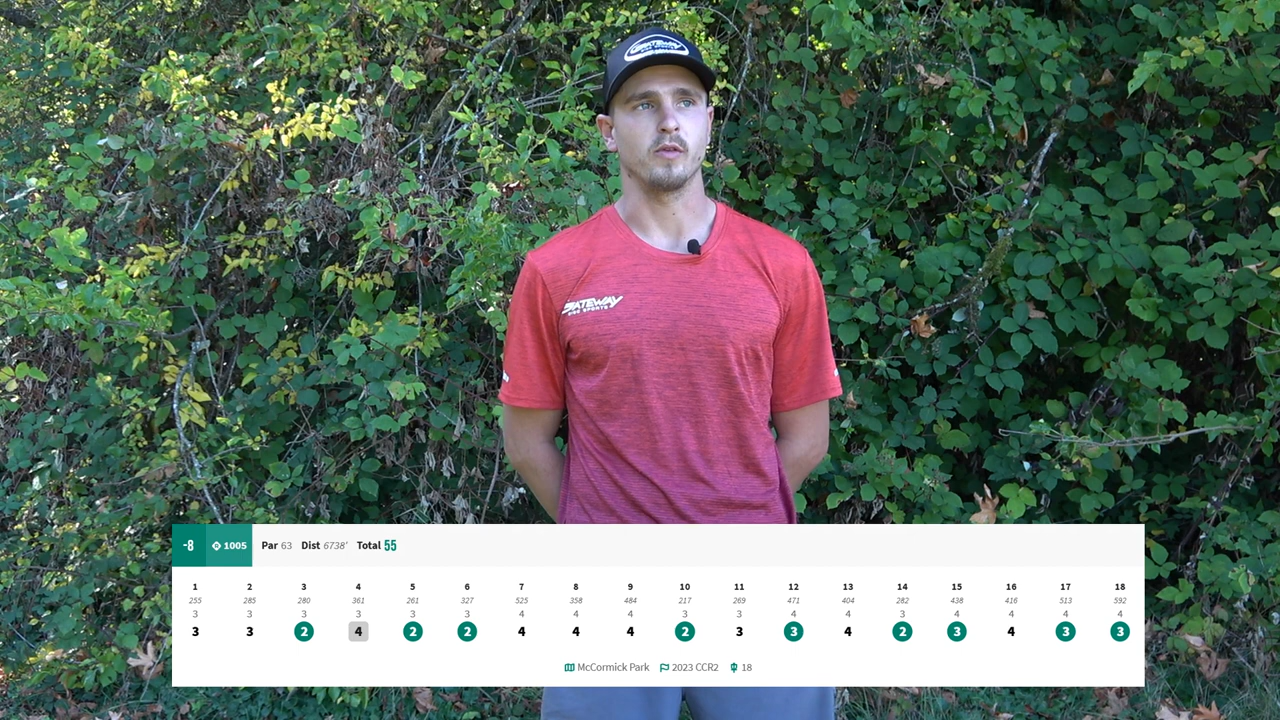 GATEWAY
GATEWAY
DISC SPORTS
-8 1005 Par 63 Dist 6738' Total 55
1 2 3 4 5 6 7 8 9 10 11 12 13 14 15 16 17 18
255 285 280 361 261 327 525 358 484 217 269 471 404 282 438 416 513 592
3 3 3 3 3 3 4 4 4 3 3 4 4 3 4 4 4 4
3 3 2 4 2 2 4 4 4 2 3 3 4 2 3 4 3 3
McCormick Park 2023 CCR2 18